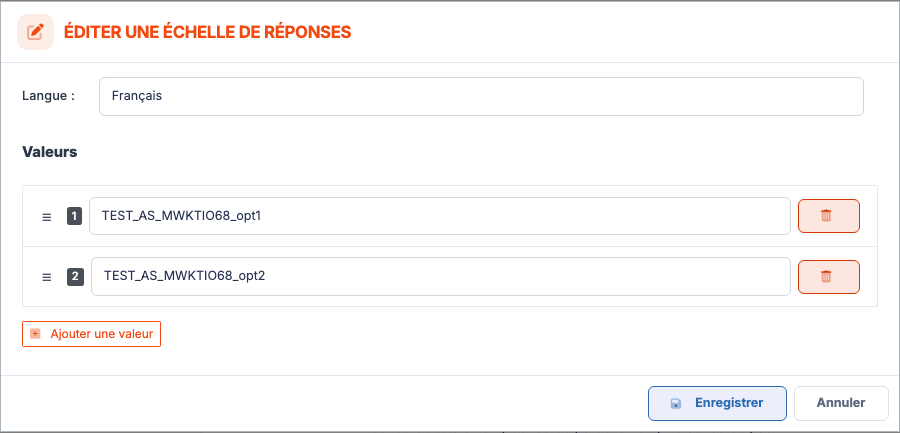 ÉDITER UNE ÉCHELLE DE RÉPONSES
Langue :
Français
Valeurs
1
TEST_AS_MWKTIO68_opt1
2
TEST_AS_MWKTIO68_opt2
Ajouter une valeur
Enregistrer
Annuler